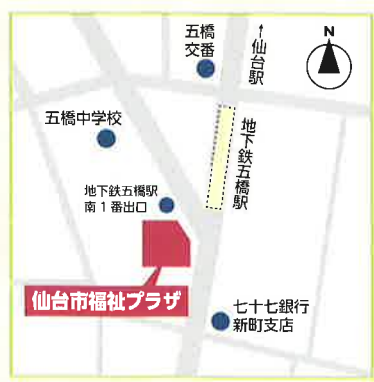 五橋
交番
↑仙台駅
N
五橋中学校
地下鉄五橋駅
地下鉄五橋駅
南1番出口
仙台市福祉プラザ
七十七銀行
新町支店